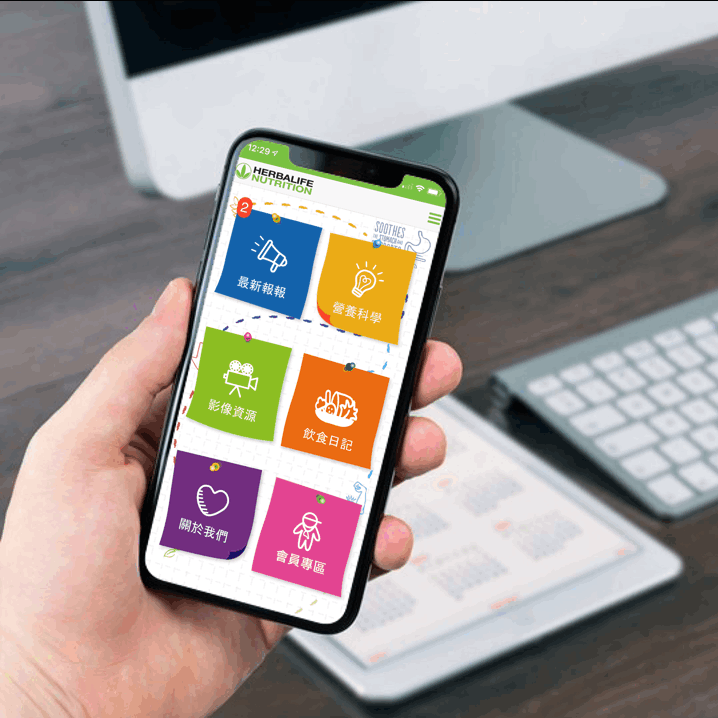 12:29
HERBALIFE
NUTRITION
SOOTHES
2
最新報報
營養科學
影像資源
飲食日記
關於我們
會員專區